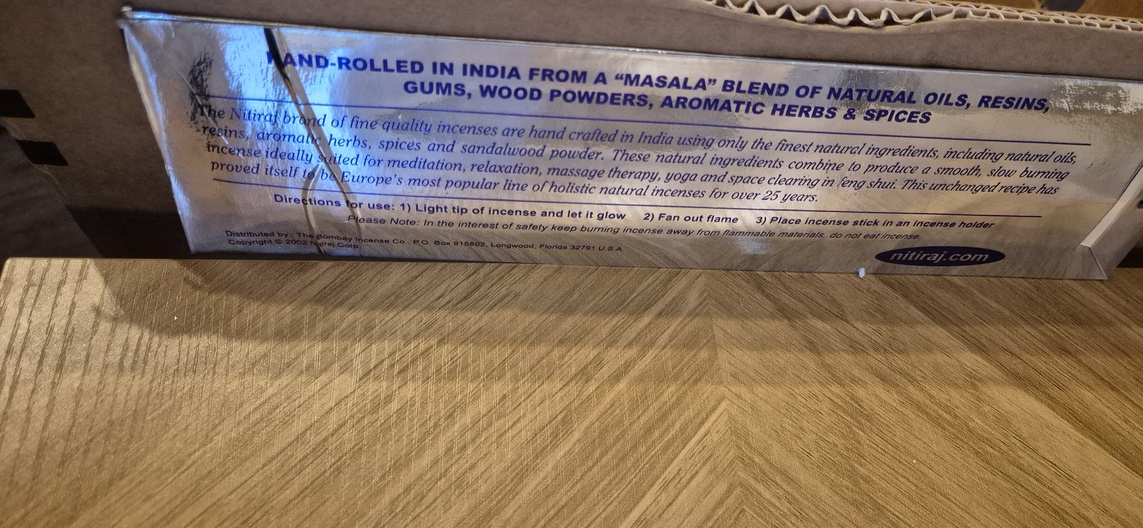 HAND-ROLLED IN INDIA FROM A “MASALA” BLEND OF NATURAL OILS, RESINS,
GUMS, WOOD POWDERS, AROMATIC HERBS & SPICES
The Nitiraj brand of fine quality incenses are hand crafted in India using only the finest natural ingredients, including natural oils,
resins, aromatic herbs, spices and sandalwood powder. These natural ingredients combine to produce a smooth, slow burning
incense ideally suited for meditation, relaxation, massage therapy, yoga and space clearing in feng shui. This unchanged recipe has
proved itself to be Europe's most popular line of holistic natural incenses for over 25 years.
Directions for use: 1) Light tip of incense and let it glow 2) Fan out flame 3) Place incense stick in an incense holder
Please Note: In the interest of safety keep burning incense away from flammable materials, do not eat incense.
Distributed by: The Bombay Incense Co., P.O. Box 916802, Longwood, Florida 32791 U.S.A
Copyright © 2002 Nitiraj Corp.
nitiraj.com